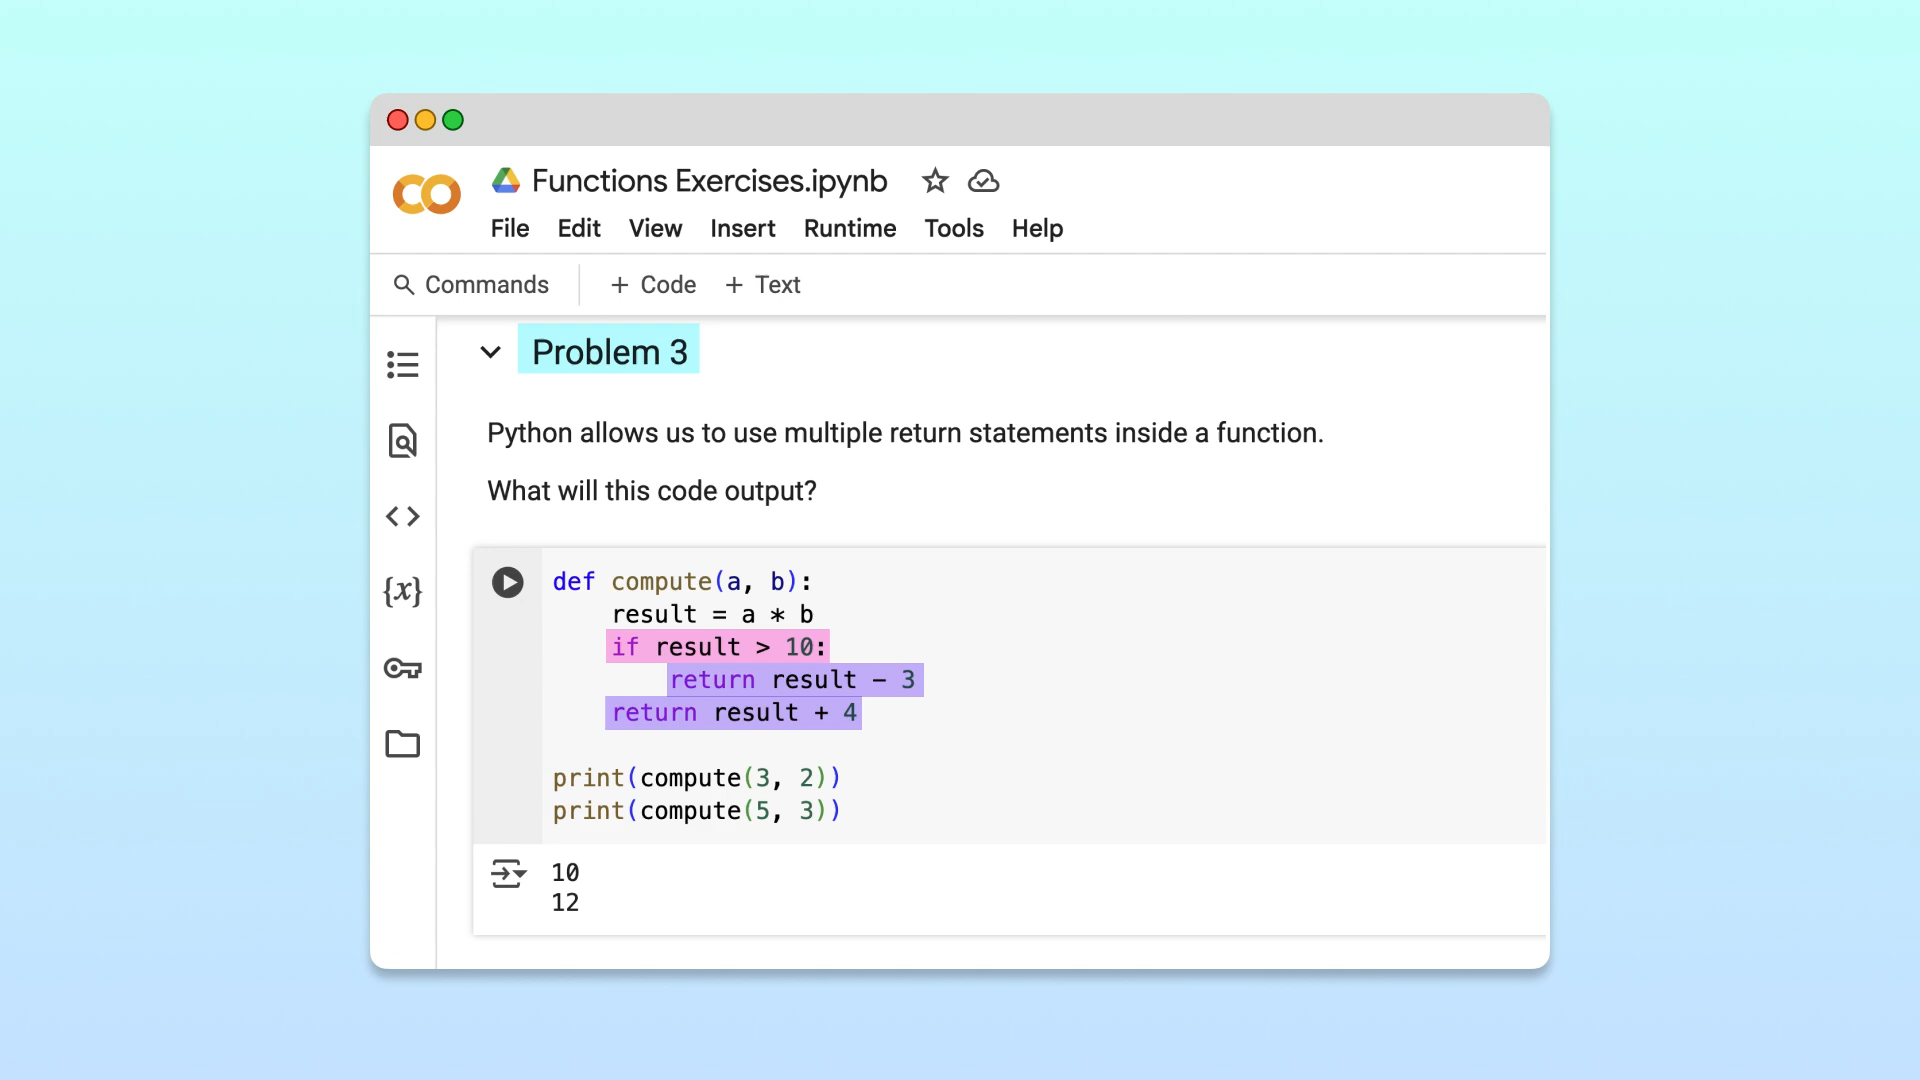 Functions Exercises.ipynb
File Edit View Insert Runtime Tools Help
Commands + Code + Text
Problem 3
Python allows us to use multiple return statements inside a function.
What will this code output?
def compute(a, b):
    result = a * b
    if result > 10:
        return result - 3
    return result + 4
{x}
print(compute(3, 2))
print(compute(5, 3))
10
12